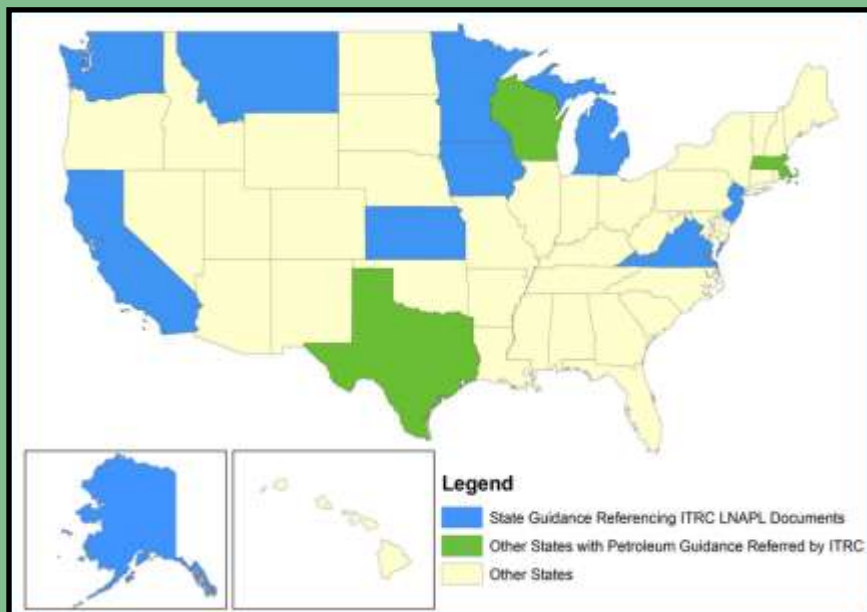 Legend
State Guidance Referencing ITRC LNAPL Documents
Other States with Petroleum Guidance Referred by ITRC
Other States